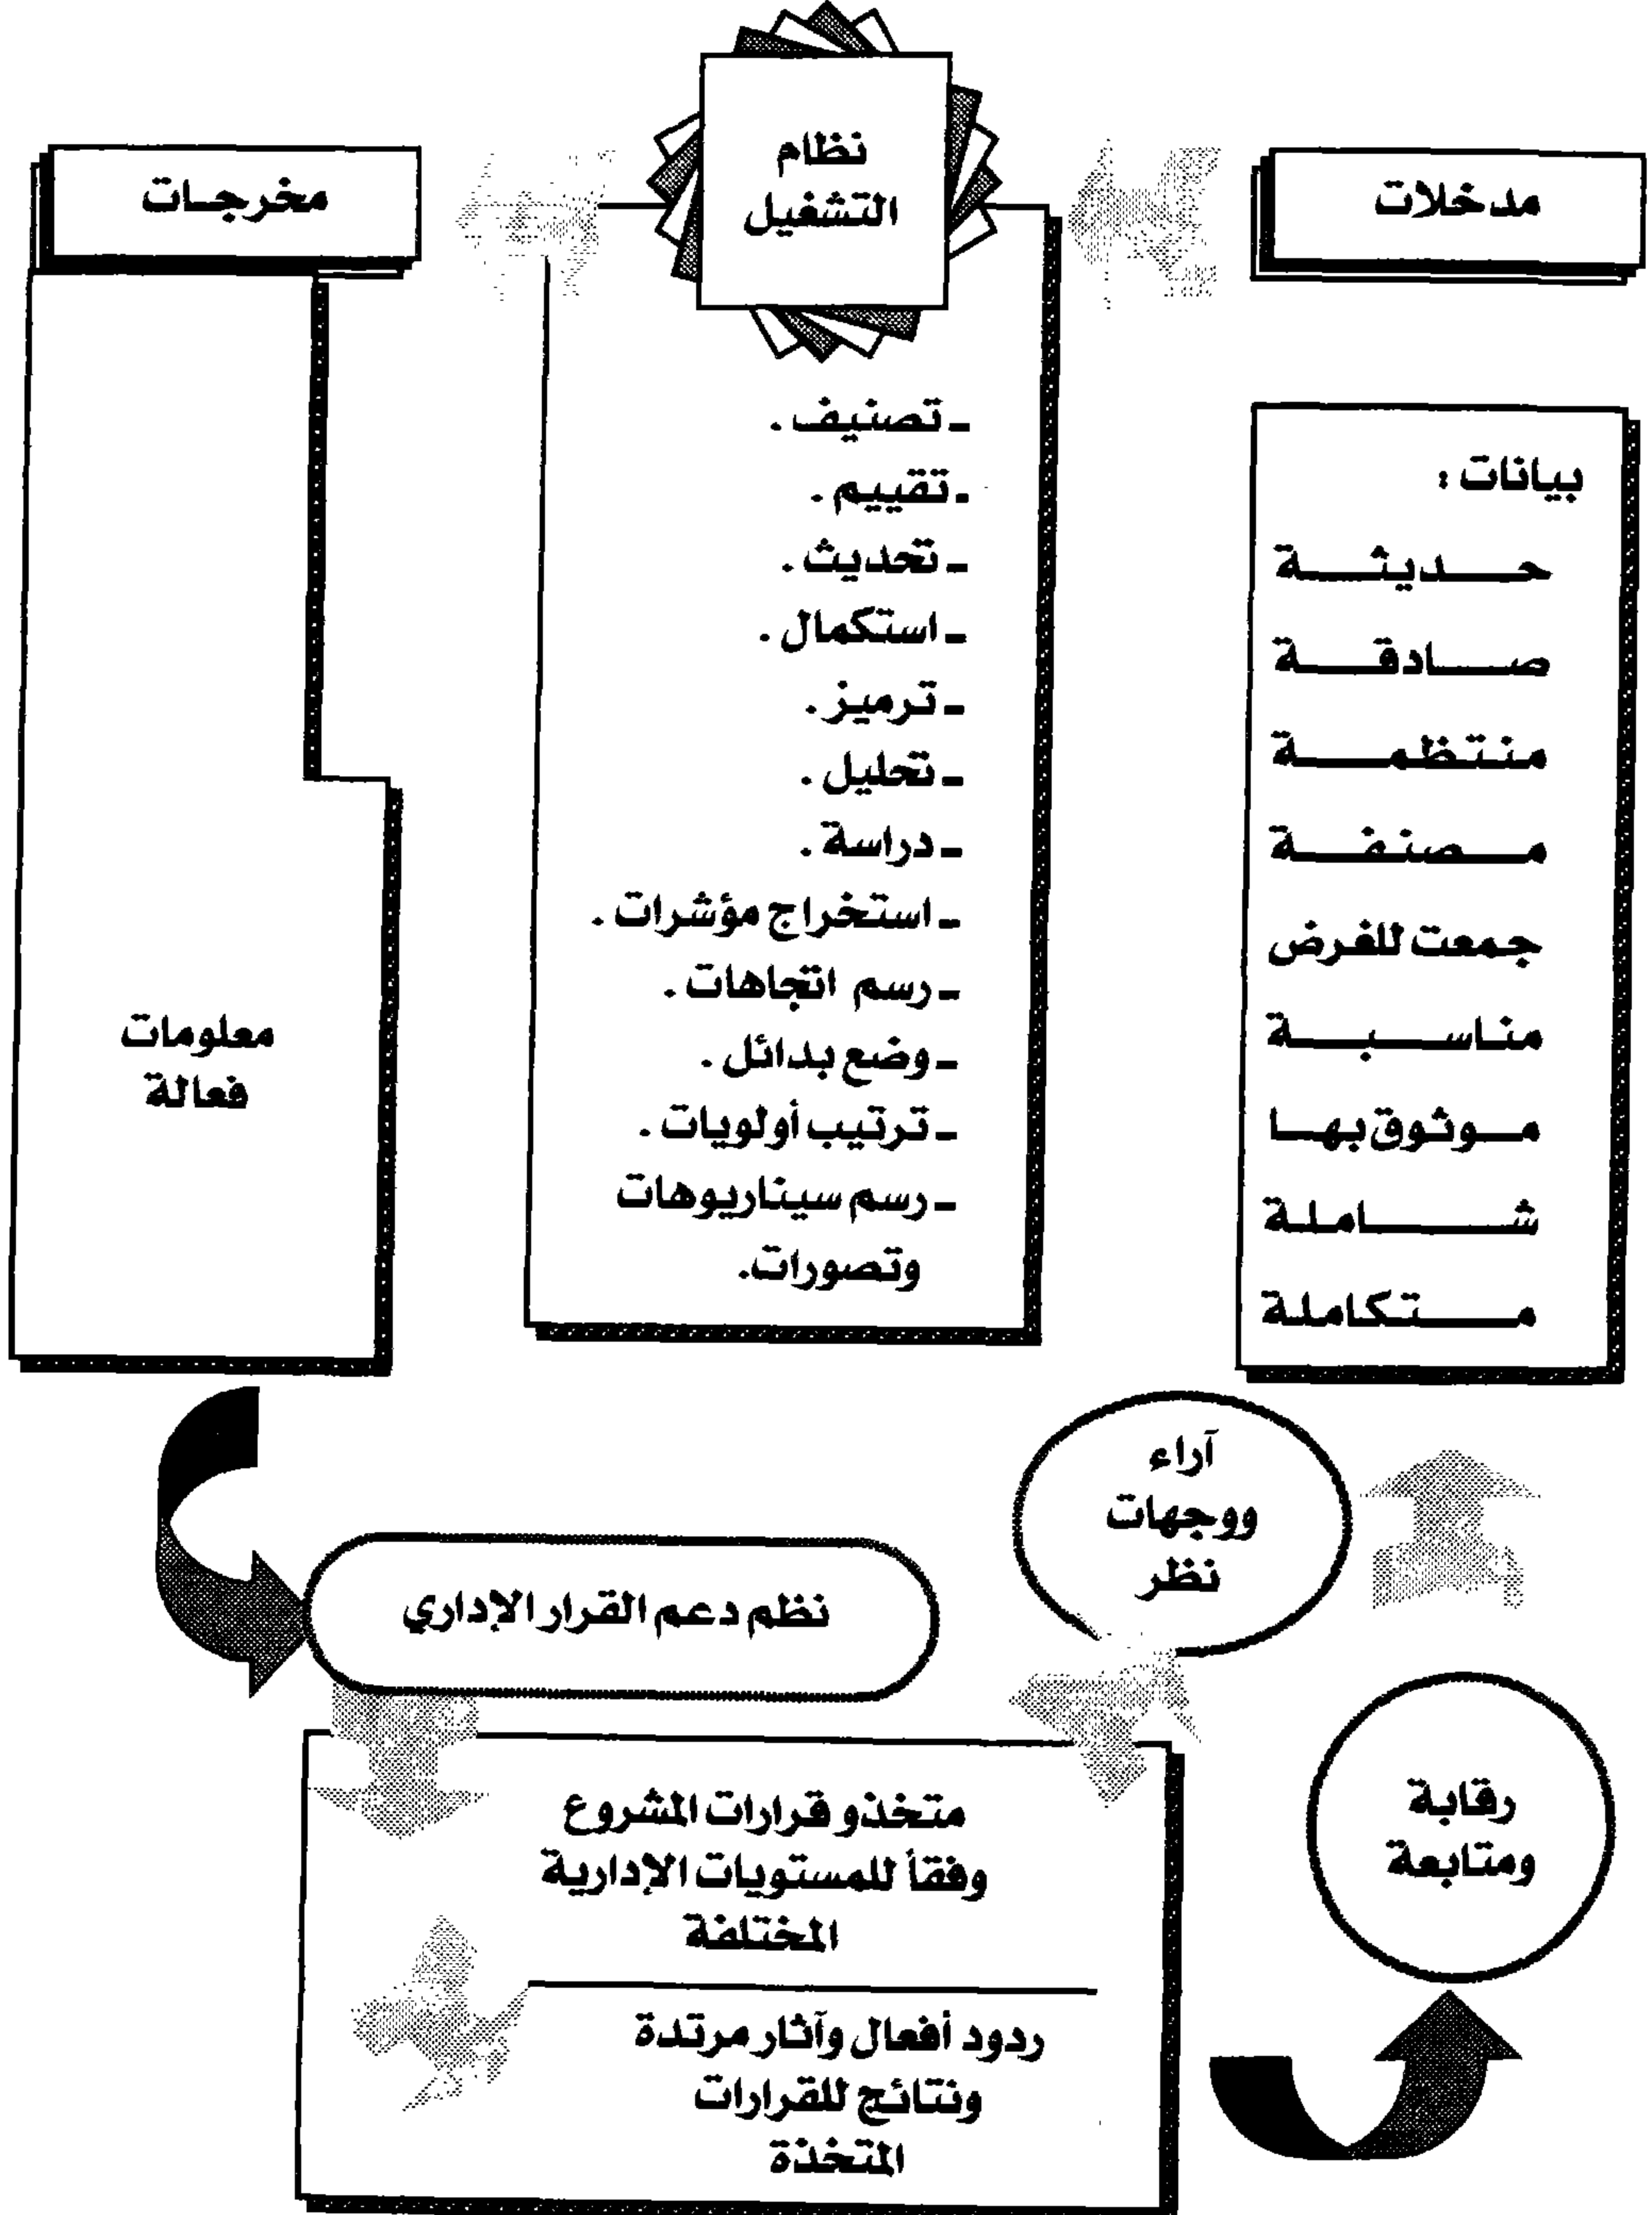 مدخلات
نظام
التشغيل
مخرجات
بيانات :
حديثة
صادقة
منتظمة
مصنفة
جمعت للغرض
مناسبة
موثوق بها
شاملة
متكاملة
- تصنيف .
- تقييم .
- تحديث .
- استكمال .
- ترميز .
- تحليل .
- دراسة .
- استخراج مؤشرات .
- رسم اتجاهات .
- وضع بدائل .
- ترتيب أولويات .
- رسم سيناريوهات
وتصورات.
معلومات
فعالة
آراء
ووجهات
نظر
نظم دعم القرار الإداري
متخذو قرارات المشروع
وفقاً للمستويات الإدارية
المختلفة
ردود أفعال وآثار مرتدة
ونتائج للقرارات
المتخذة
رقابة
ومتابعة